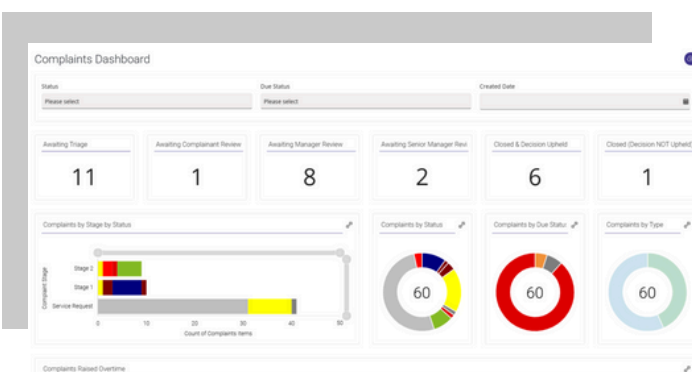 Complaints Dashboard
Status
Due Status
Created Date
Please select
Please select
Awaiting Triage
Awaiting Complainant Review
Awaiting Manager Review
Awaiting Senior Manager Revi
Closed & Decision Upheld
Closed (Decision NOT Upheld)
11
1
8
2
6
1
Complaints by Stage by Status
Complaints by Status
Complaints by Due Status
Complaints by Type
Complaint Stage
Stage 2
Stage 1
Service Request
0
10
20
30
40
50
Count of Complaints Items
60
60
60
Complaints Raised Overtime